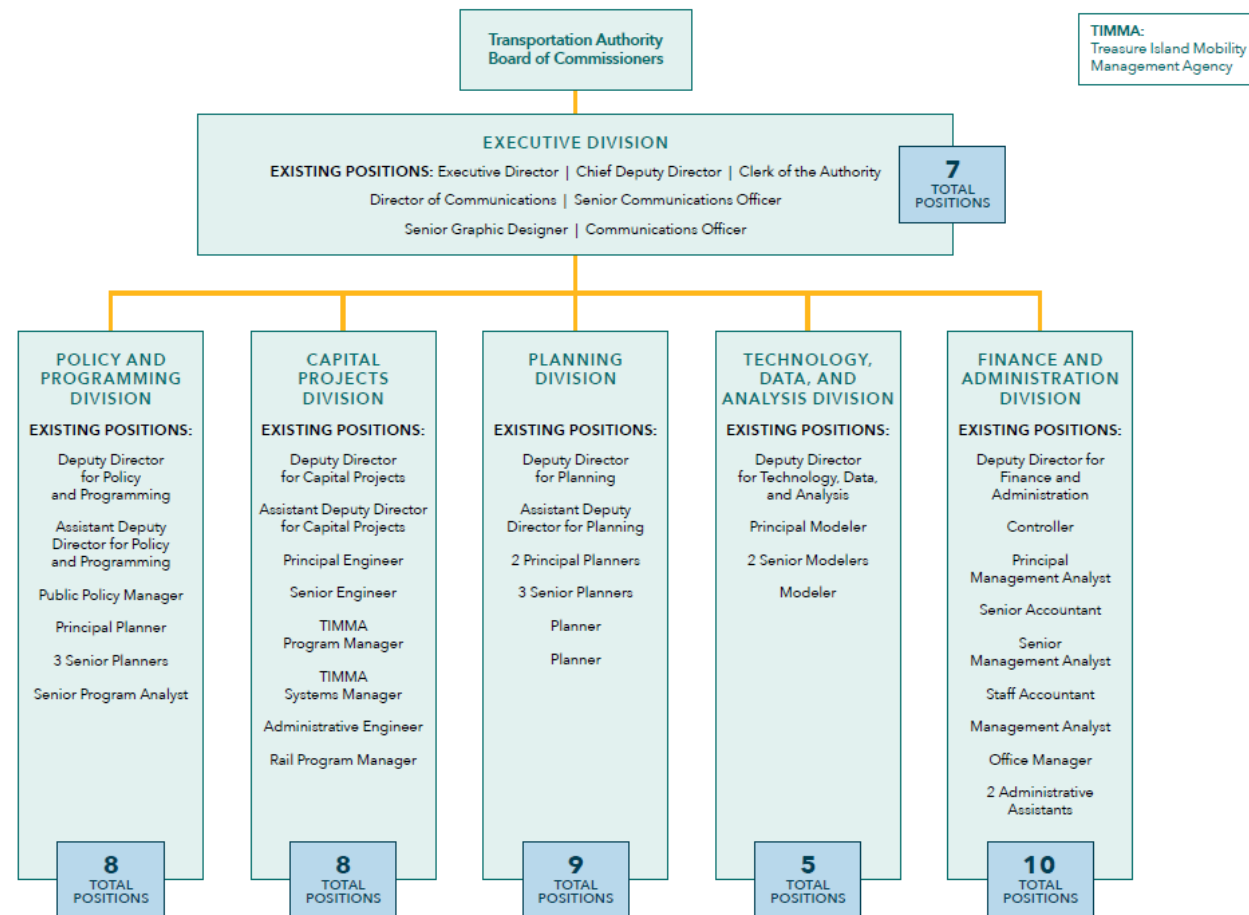 Transportation Authority
Board of Commissioners
TIMMA:
Treasure Island Mobility
Management Agency
EXECUTIVE DIVISION
EXISTING POSITIONS: Executive Director | Chief Deputy Director | Clerk of the Authority
Director of Communications | Senior Communications Officer
Senior Graphic Designer | Communications Officer
7
TOTAL
POSITIONS
POLICY AND
PROGRAMMING
DIVISION
EXISTING POSITIONS:
Deputy Director
for Policy
and Programming
Assistant Deputy
Director for Policy
and Programming
Public Policy Manager
Principal Planner
3 Senior Planners
Senior Program Analyst
8
TOTAL
POSITIONS
CAPITAL
PROJECTS
DIVISION
EXISTING POSITIONS:
Deputy Director
for Capital Projects
Assistant Deputy Director
for Capital Projects
Principal Engineer
Senior Engineer
TIMMA
Program Manager
TIMMA
Systems Manager
Administrative Engineer
Rail Program Manager
8
TOTAL
POSITIONS
PLANNING
DIVISION
EXISTING POSITIONS:
Deputy Director
for Planning
Assistant Deputy
Director for Planning
2 Principal Planners
3 Senior Planners
Planner
Planner
9
TOTAL
POSITIONS
TECHNOLOGY,
DATA, AND
ANALYSIS DIVISION
EXISTING POSITIONS:
Deputy Director
for Technology, Data,
and Analysis
Principal Modeler
2 Senior Modelers
Modeler
5
TOTAL
POSITIONS
FINANCE AND
ADMINISTRATION
DIVISION
EXISTING POSITIONS:
Deputy Director for
Finance and
Administration
Controller
Principal
Management Analyst
Senior Accountant
Senior
Management Analyst
Staff Accountant
Management Analyst
Office Manager
2 Administrative
Assistants
10
TOTAL
POSITIONS